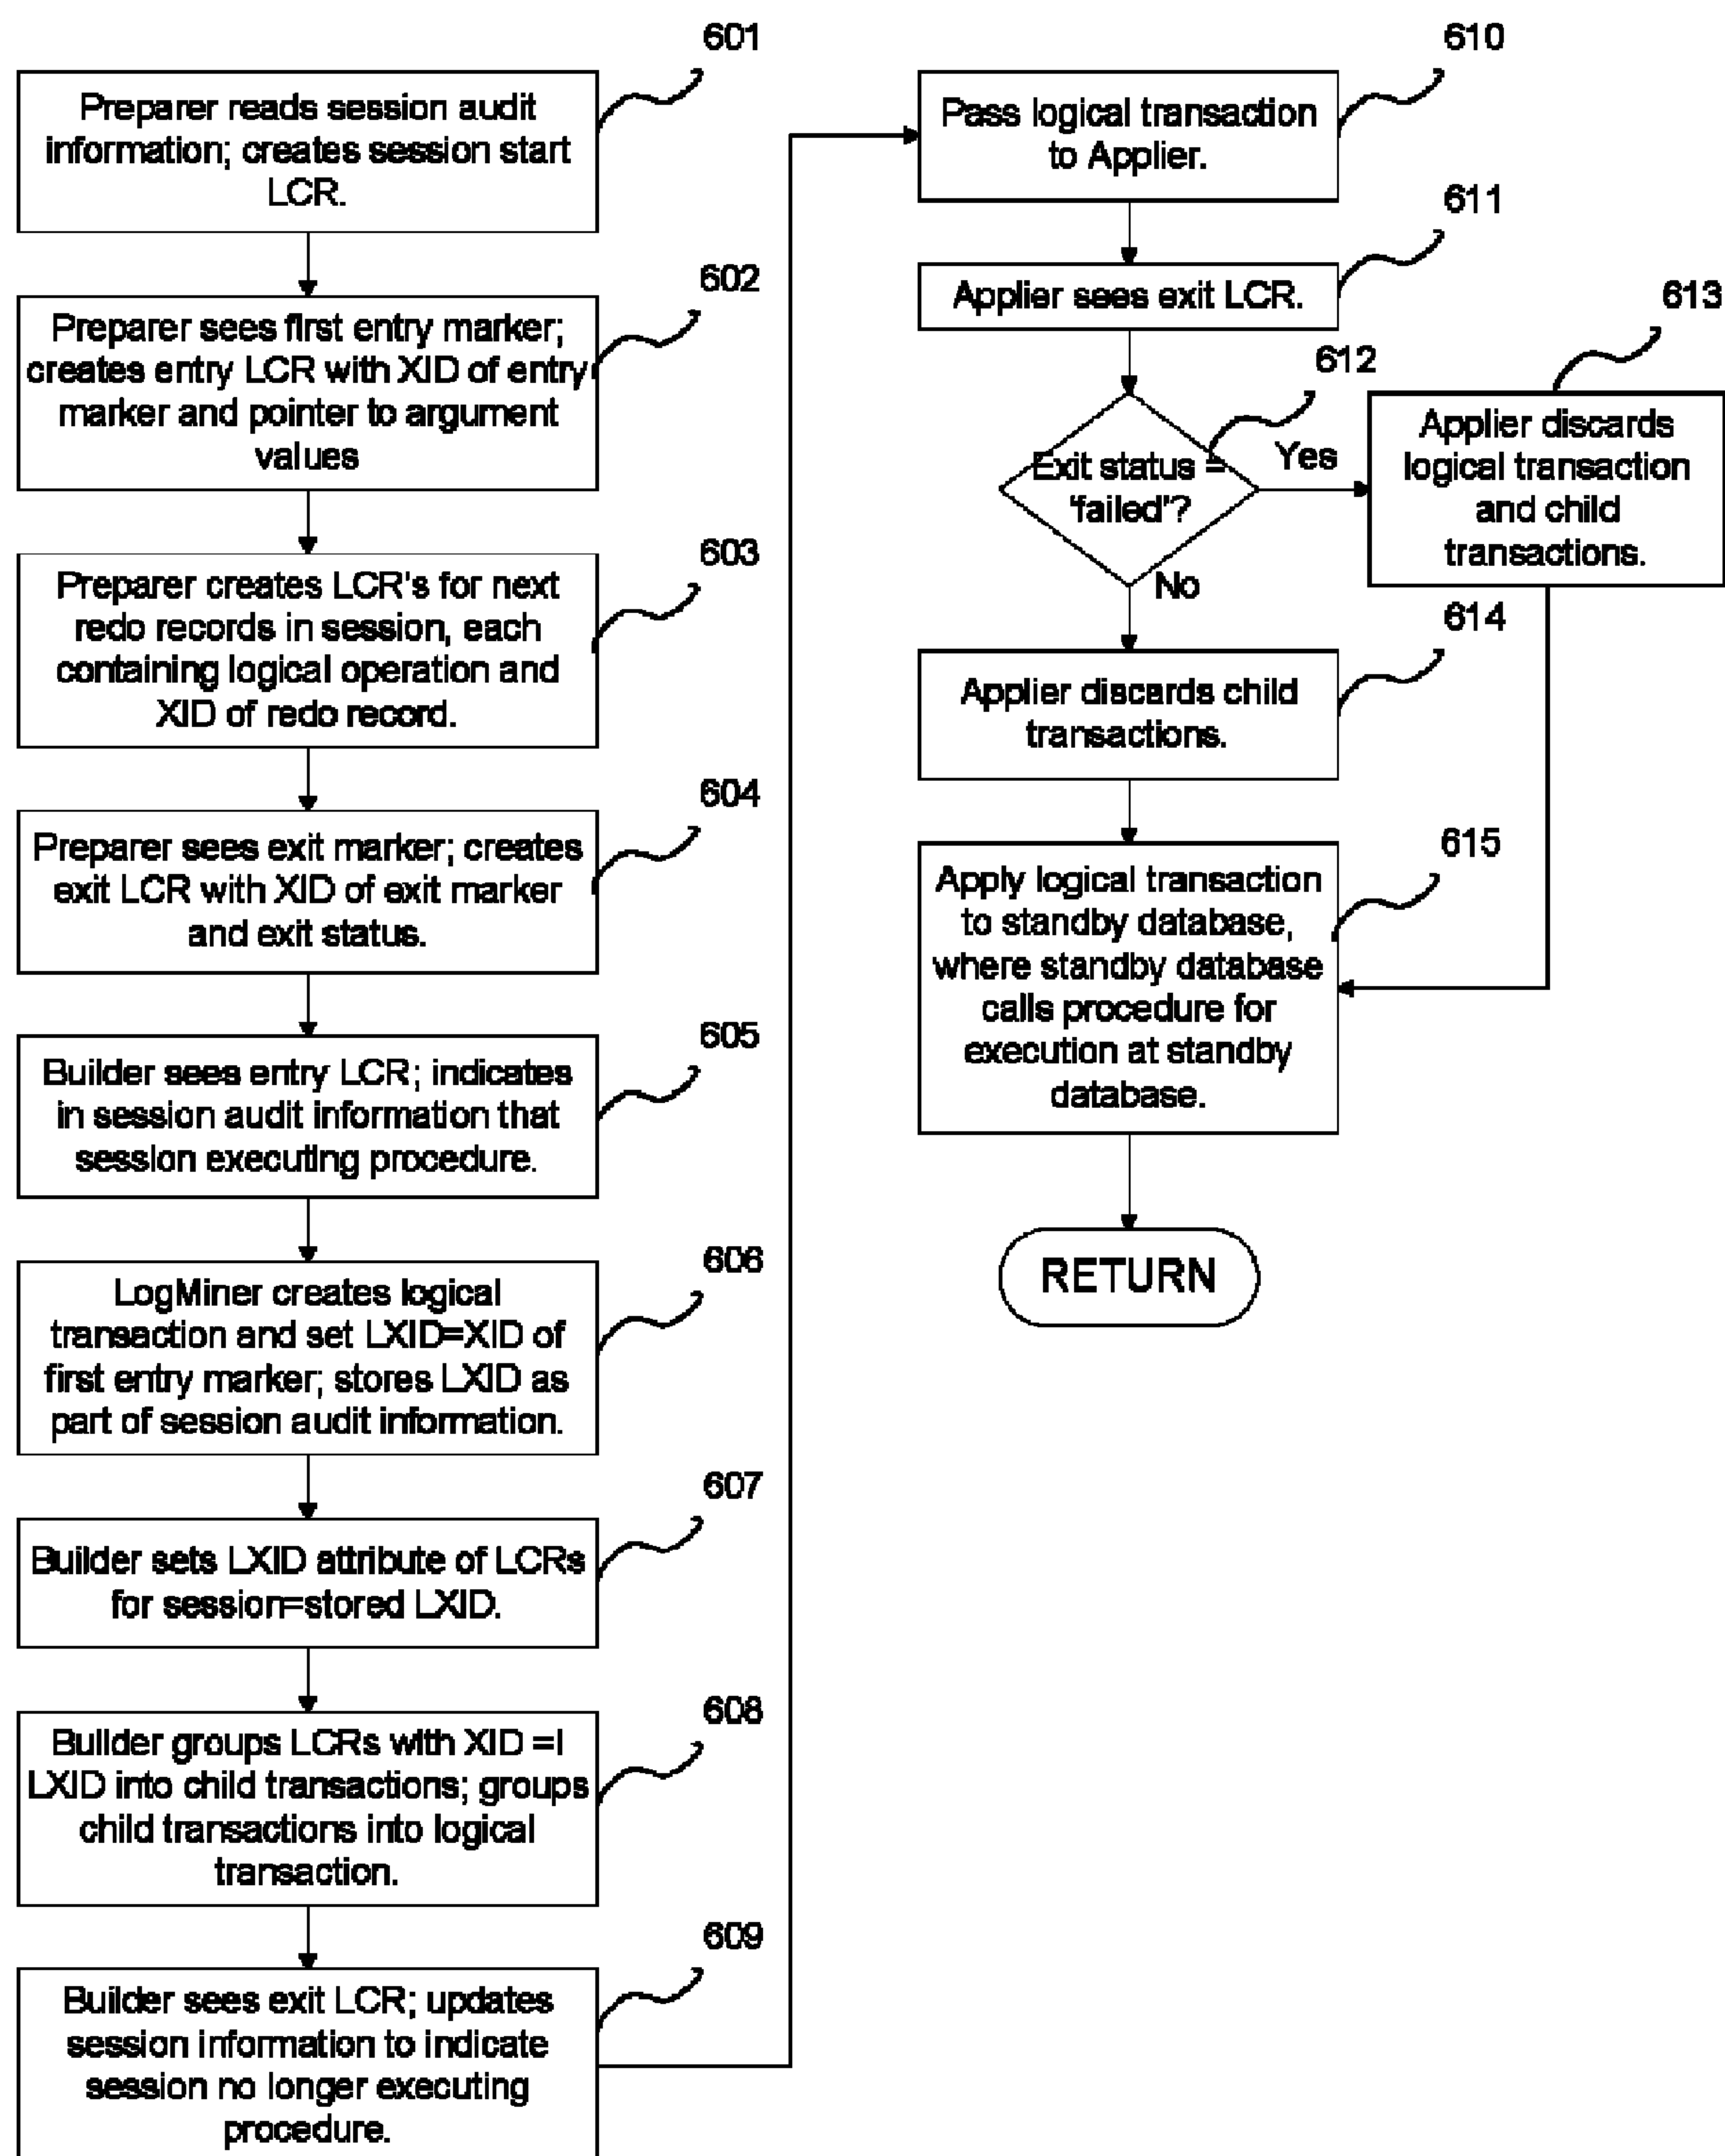 601
Preparer reads session audit
information; creates session start
LCR.
602
Preparer sees first entry marker;
creates entry LCR with XID of entry
marker and pointer to argument
values
603
Preparer creates LCR's for next
redo records in session, each
containing logical operation and
XID of redo record.
604
Preparer sees exit marker; creates
exit LCR with XID of exit marker
and exit status.
605
Builder sees entry LCR; indicates
in session audit information that
session executing procedure.
606
LogMiner creates logical
transaction and set LXID=XID of
first entry marker; stores LXID as
part of session audit information.
607
Builder sets LXID attribute of LCRs
for session=stored LXID.
608
Builder groups LCRs with XID =I
LXID into child transactions; groups
child transactions into logical
transaction.
609
Builder sees exit LCR; updates
session information to indicate
session no longer executing
procedure.
610
Pass logical transaction
to Applier.
611
Applier sees exit LCR.
612
Exit status =
'failed'?
Yes
No
613
Applier discards
logical transaction
and child
transactions.
614
Applier discards child
transactions.
615
Apply logical transaction
to standby database,
where standby database
calls procedure for
execution at standby
database.
RETURN